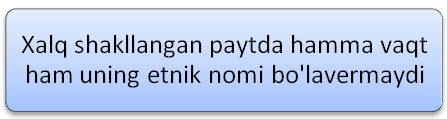 Xalq shakllangan paytda hamma vaqt
ham uning etnik nomi bo'lavermaydi